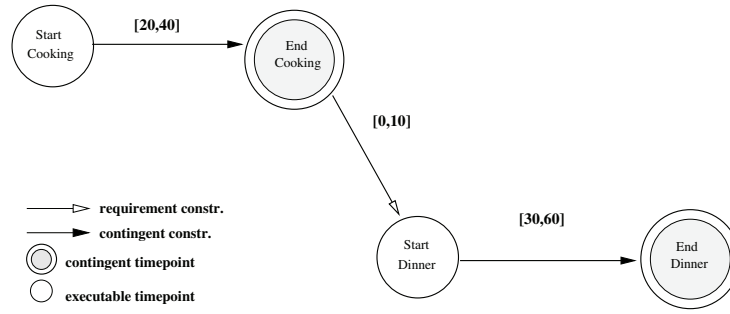 Start
Cooking
[20,40]
End
Cooking
[0,10]
requirement constr.
contingent constr.
contingent timepoint
executable timepoint
Start
Dinner
[30,60]
End
Dinner